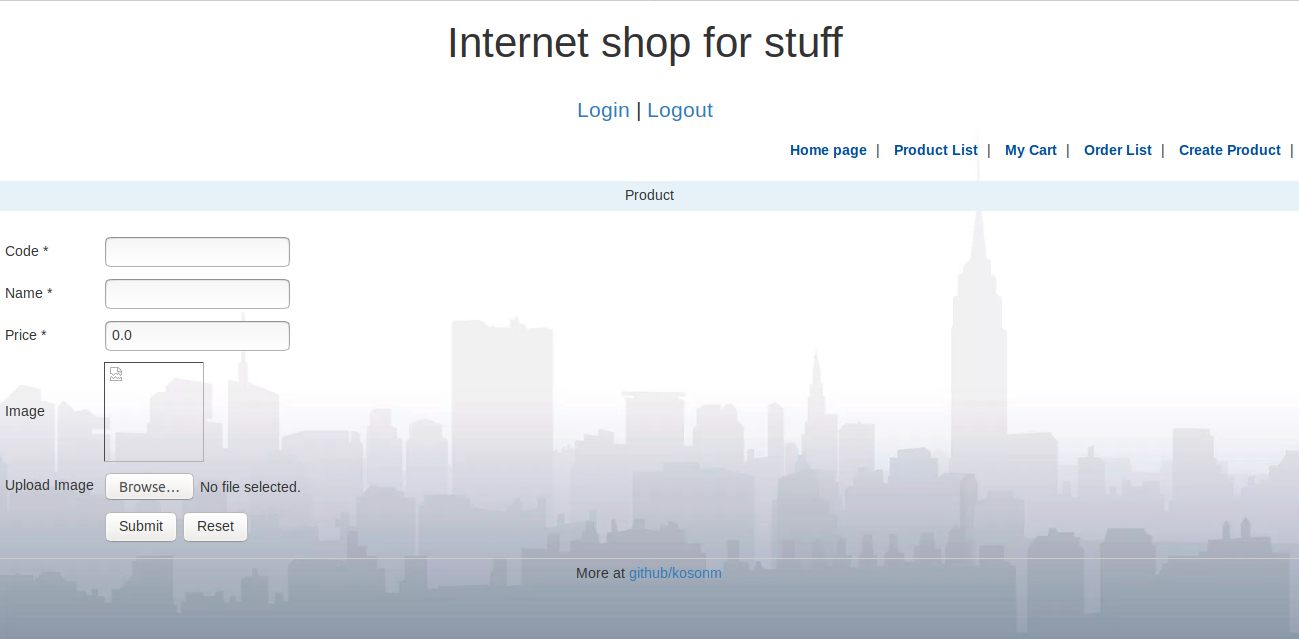 Internet shop for stuff
Login | Logout
Home page | Product List | My Cart | Order List | Create Product |
Product
Code *
Name *
Price * 0.0
Image
Upload Image Browse... No file selected.
Submit Reset
More at github/kosonm